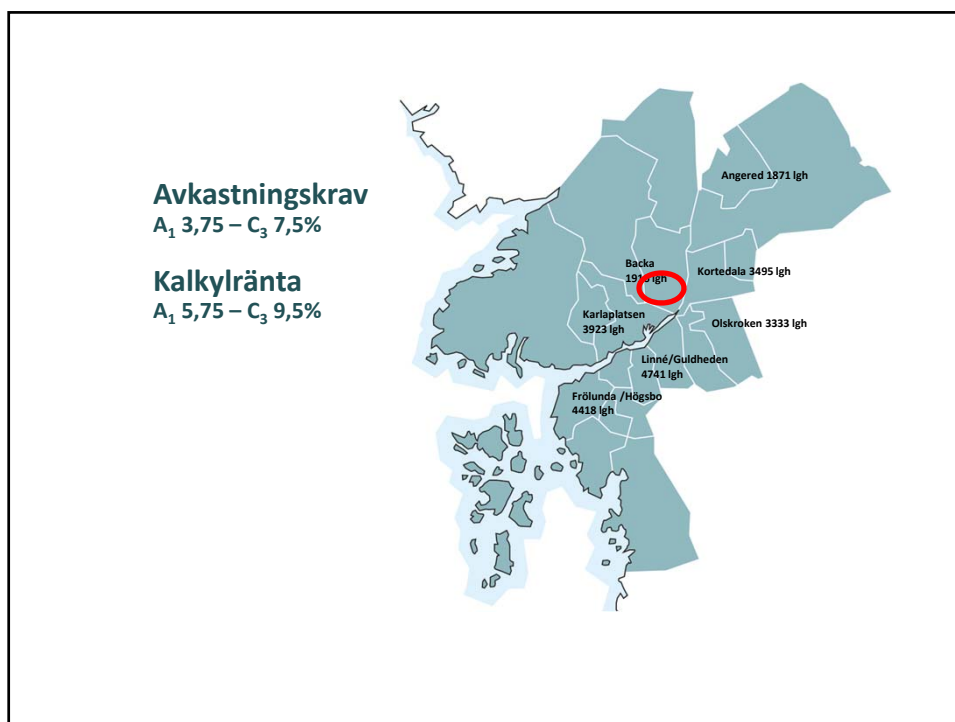 Avkastningskrav
A₁ 3,75 – C₃ 7,5%
Kalkylränta
A₁ 5,75 – C₃ 9,5%
Angered 1871 lgh
Backa
lgh
Kortedala 3495 lgh
Karlaplatsen
3923 lgh
Olskroken 3333 lgh
Linné/Guldheden
4741 lgh
Frölunda /Högsbo
4418 lgh